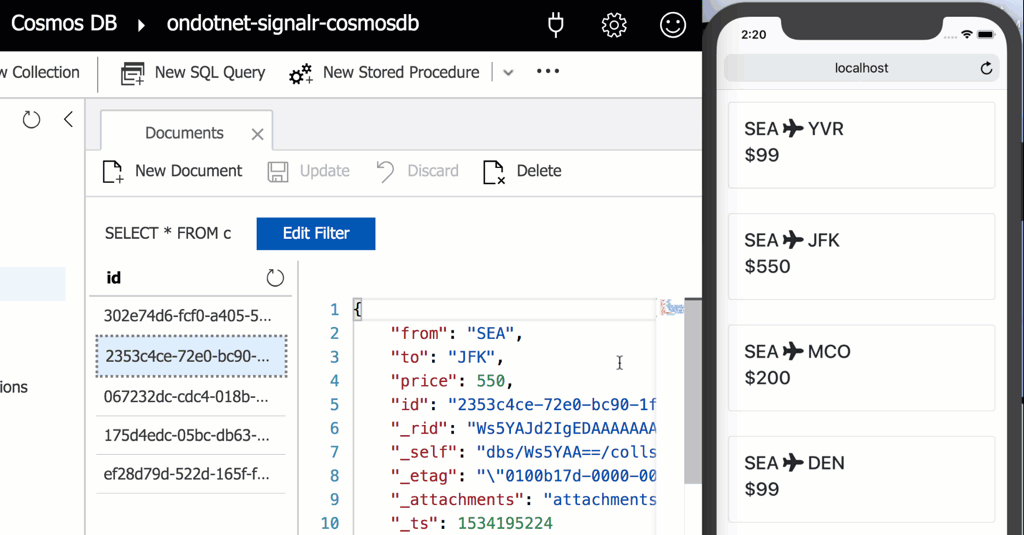 Cosmos DB ondotnet-signalr-cosmosdb
w Collection New SQL Query New Stored Procedure
Documents
New Document Update Discard Delete
SELECT * FROM c Edit Filter
id
302e74d6-fcf0-a405-5...
2353c4ce-72e0-bc90-...
067232dc-cdc4-018b-...
175d4edc-05bc-db63-...
ef28d79d-522d-165f-f...
ions
1 {
2 "from": "SEA",
3 "to": "JFK",
4 "price": 550,
5 "id": "2353c4ce-72e0-bc90-1f
6 "_rid": "Ws5YAJd2IgEDAAAAAAA
7 "_self": "dbs/Ws5YAA==/colls
8 "_etag": "\"0100b17d-0000-00
9 "_attachments": "attachments
10 "_ts": 1534195224
2:20
localhost
SEA YVR
$99
SEA JFK
$550
SEA MCO
$200
SEA DEN
$99